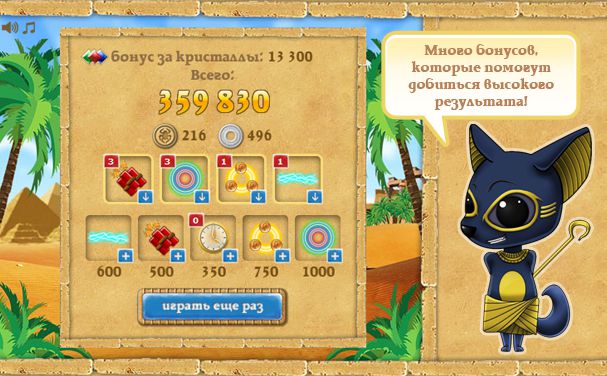 бонус за кристаллы: 13 300
Всего:
359 830
216 496
3 3 1 1
0
600 500 350 750 1000
играть еще раз
Много бонусов,
которые помогут
добиться высокого
результата!